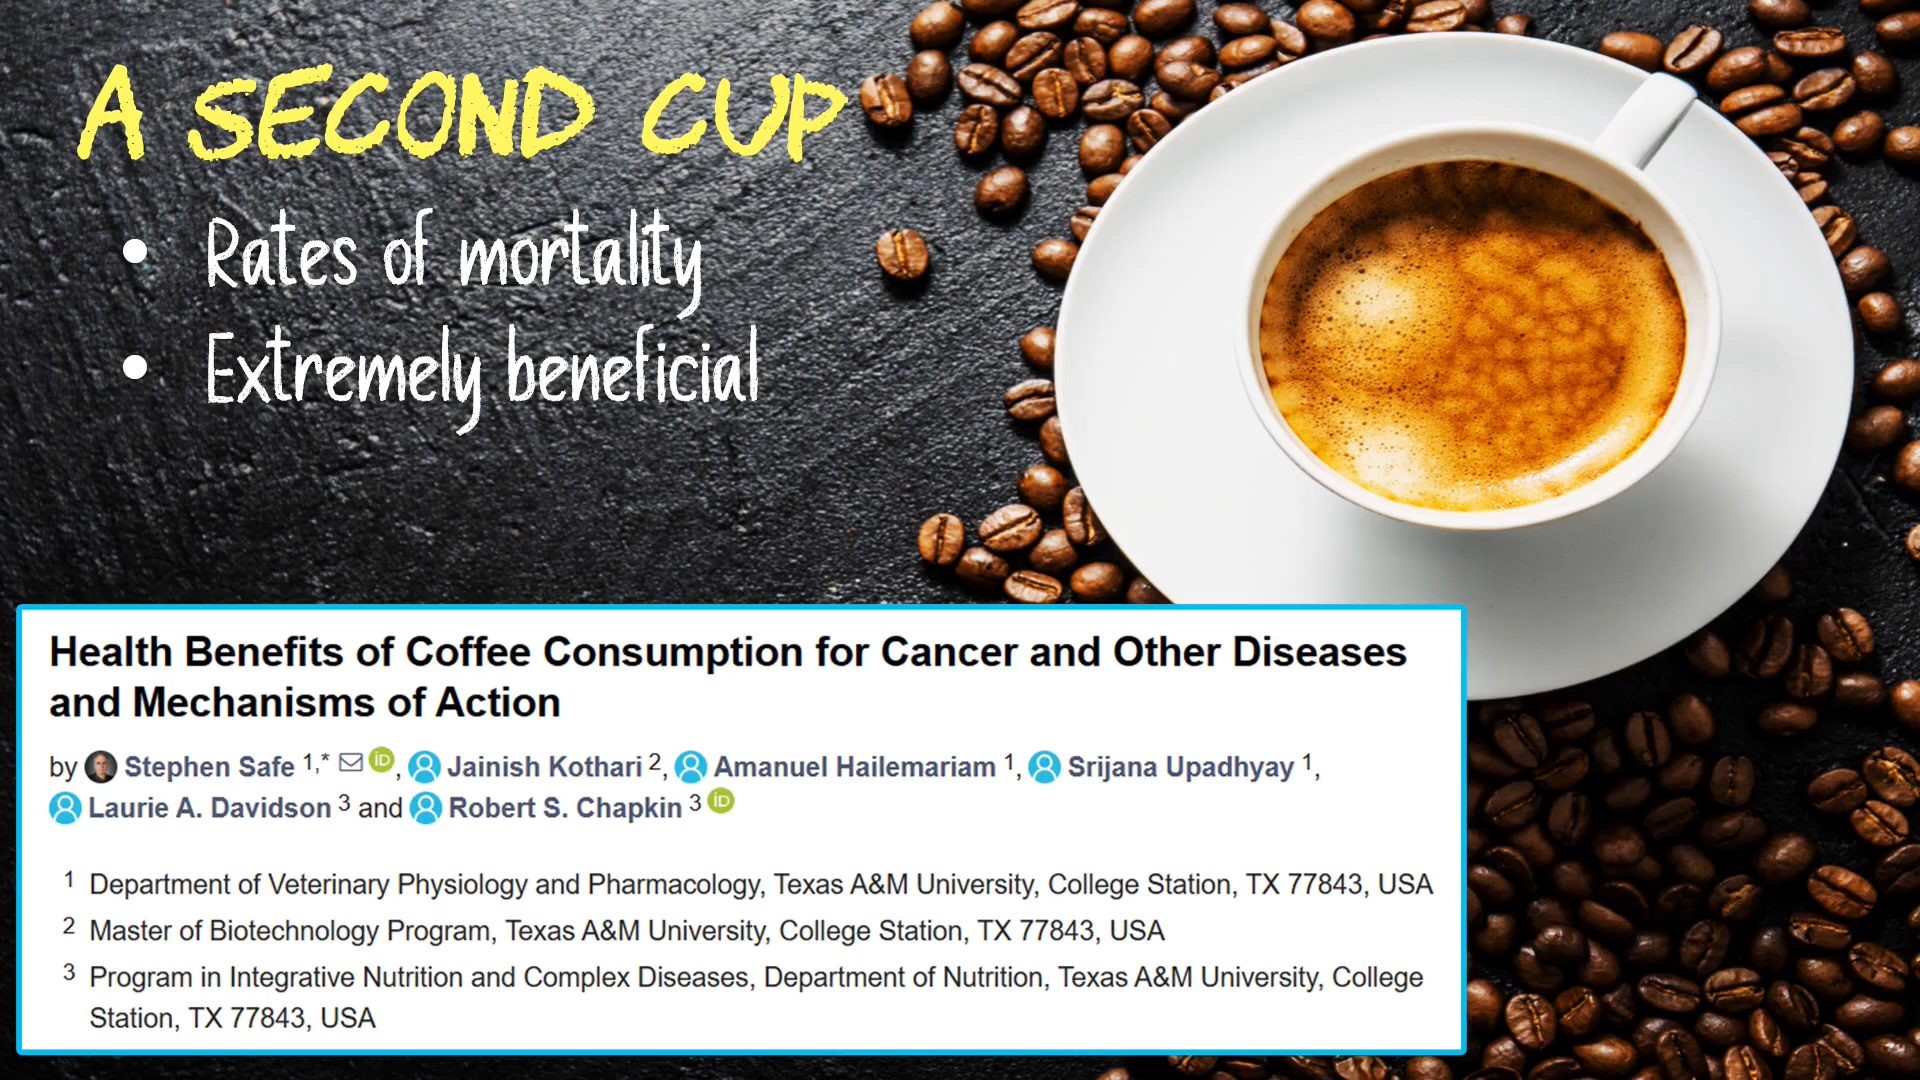 A SECOND CUP
• Rates of mortality
• Extremely beneficial
Health Benefits of Coffee Consumption for Cancer and Other Diseases
and Mechanisms of Action
by Stephen Safe 1,* iD, Jainish Kothari 2, Amanuel Hailemariam 1, Srijana Upadhyay 1,
Laurie A. Davidson 3 and Robert S. Chapkin 3 iD
1 Department of Veterinary Physiology and Pharmacology, Texas A&M University, College Station, TX 77843, USA
2 Master of Biotechnology Program, Texas A&M University, College Station, TX 77843, USA
3 Program in Integrative Nutrition and Complex Diseases, Department of Nutrition, Texas A&M University, College
Station, TX 77843, USA